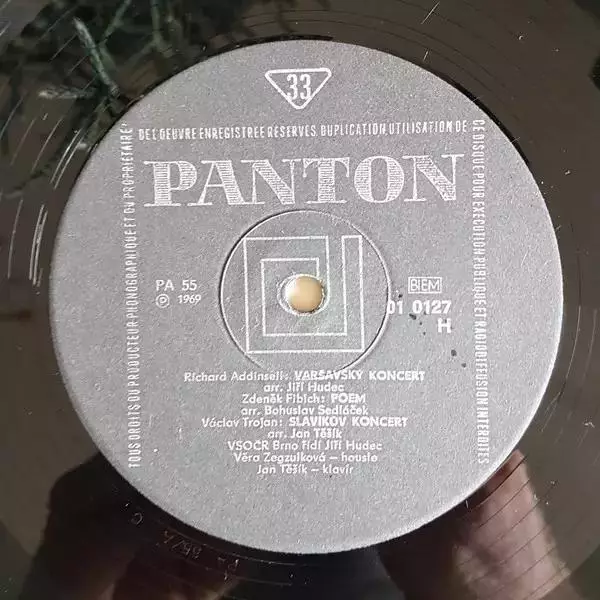 33
TOUS DROITS DU PRODUCTEUR PHONOGRAPHIQUE ET DU PROPRIETAIRE
DE L OEUVRE ENREGISTREE RESERVES. DUPLICATION UTILISATION DE
CE DISQUE POUR EXECUTION PUBLIQUE ET RADIODIFFUSION INTERDITES
PANTON
PA 55
℗ 1969
BIEM
01 0127
H
Richard Addinsell: VARŠAVSKÝ KONCERT
arr. Jiří Hudec
Zdeněk Fibich: POEM
arr. Bohuslav Sedláček
Václav Trojan: SLAVÍKOV KONCERT
arr. Jan Těšík
VSOČR Brno řídí Jiří Hudec
Věra Zegzulková – housle
Jan Těšík – klavír